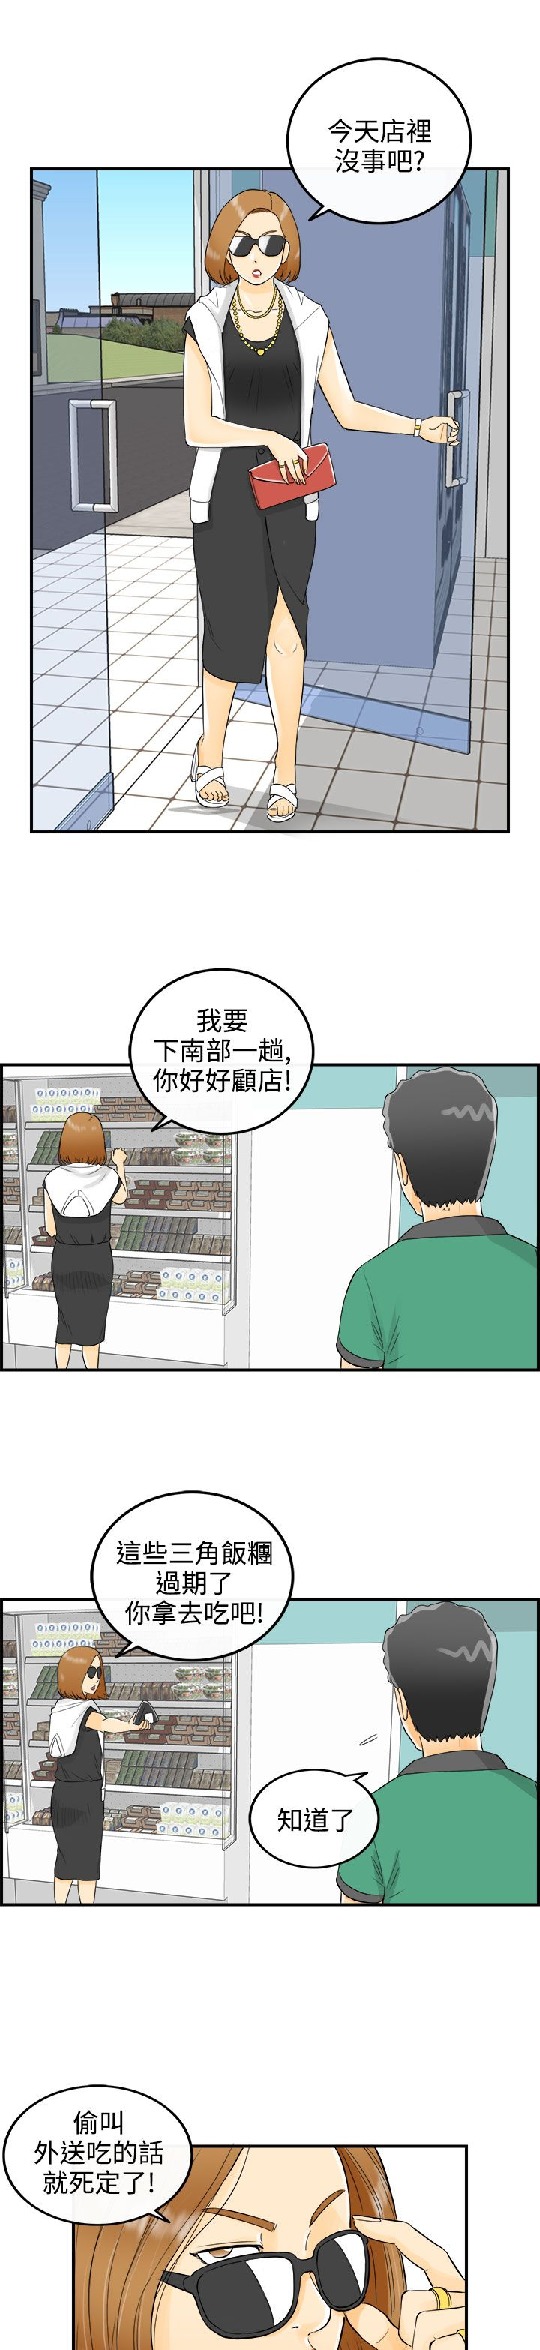 今天店裡
沒事吧?
我要
下南部一趟,
你好好顧店!
這些三角飯糰
過期了
你拿去吃吧!
知道了
偷叫
外送吃的話
就死定了!